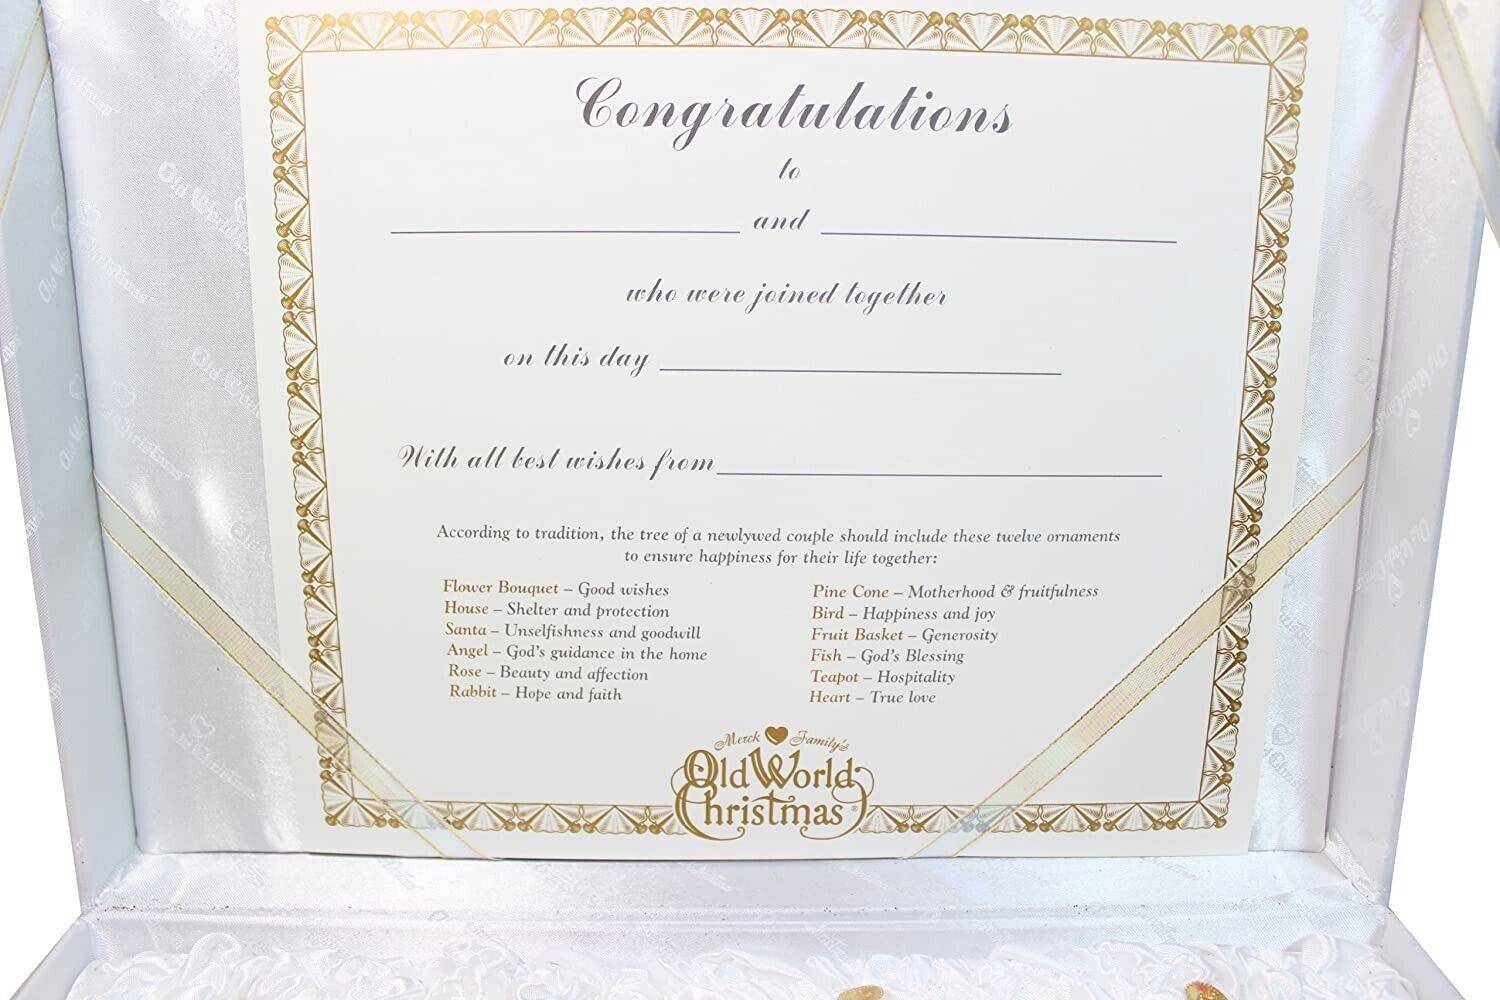 Congratulations
to
and
who were joined together
on this day
With all best wishes from
According to tradition, the tree of a newlywed couple should include these twelve ornaments
to ensure happiness for their life together:
Flower Bouquet – Good wishes
House – Shelter and protection
Santa – Unselfishness and goodwill
Angel – God's guidance in the home
Rose – Beauty and affection
Rabbit – Hope and faith
Pine Cone – Motherhood & fruitfulness
Bird – Happiness and joy
Fruit Basket – Generosity
Fish – God's Blessing
Teapot – Hospitality
Heart – True love
Merck Family's
Old World
Christmas®
Old World
Christmas™